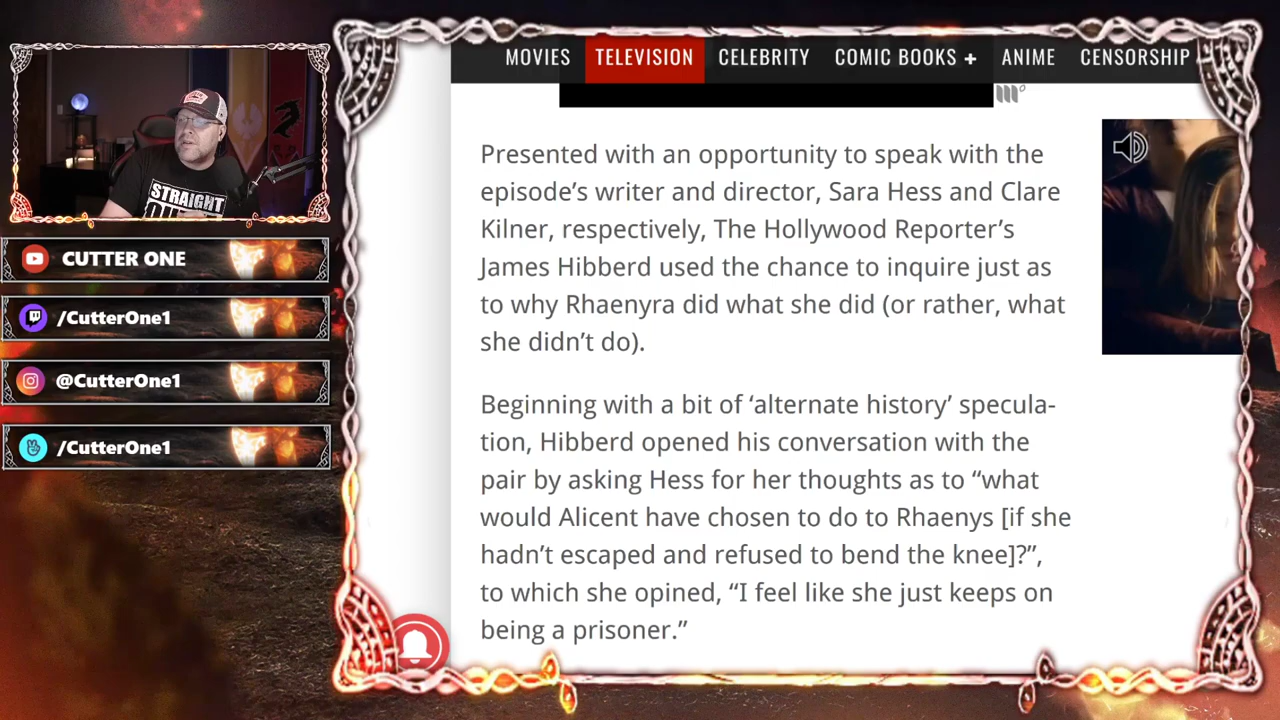 MOVIES TELEVISION CELEBRITY COMIC BOOKS + ANIME CENSORSHIP
STRAIGHT
CUTTER ONE
/CutterOne1
@CutterOne1
/CutterOne1
Presented with an opportunity to speak with the
episode’s writer and director, Sara Hess and Clare
Kilner, respectively, The Hollywood Reporter’s
James Hibberd used the chance to inquire just as
to why Rhaenyra did what she did (or rather, what
she didn’t do).
Beginning with a bit of ‘alternate history’ specula-
tion, Hibberd opened his conversation with the
pair by asking Hess for her thoughts as to “what
would Alicent have chosen to do to Rhaenys [if she
hadn’t escaped and refused to bend the knee]?”,
to which she opined, “I feel like she just keeps on
being a prisoner.”